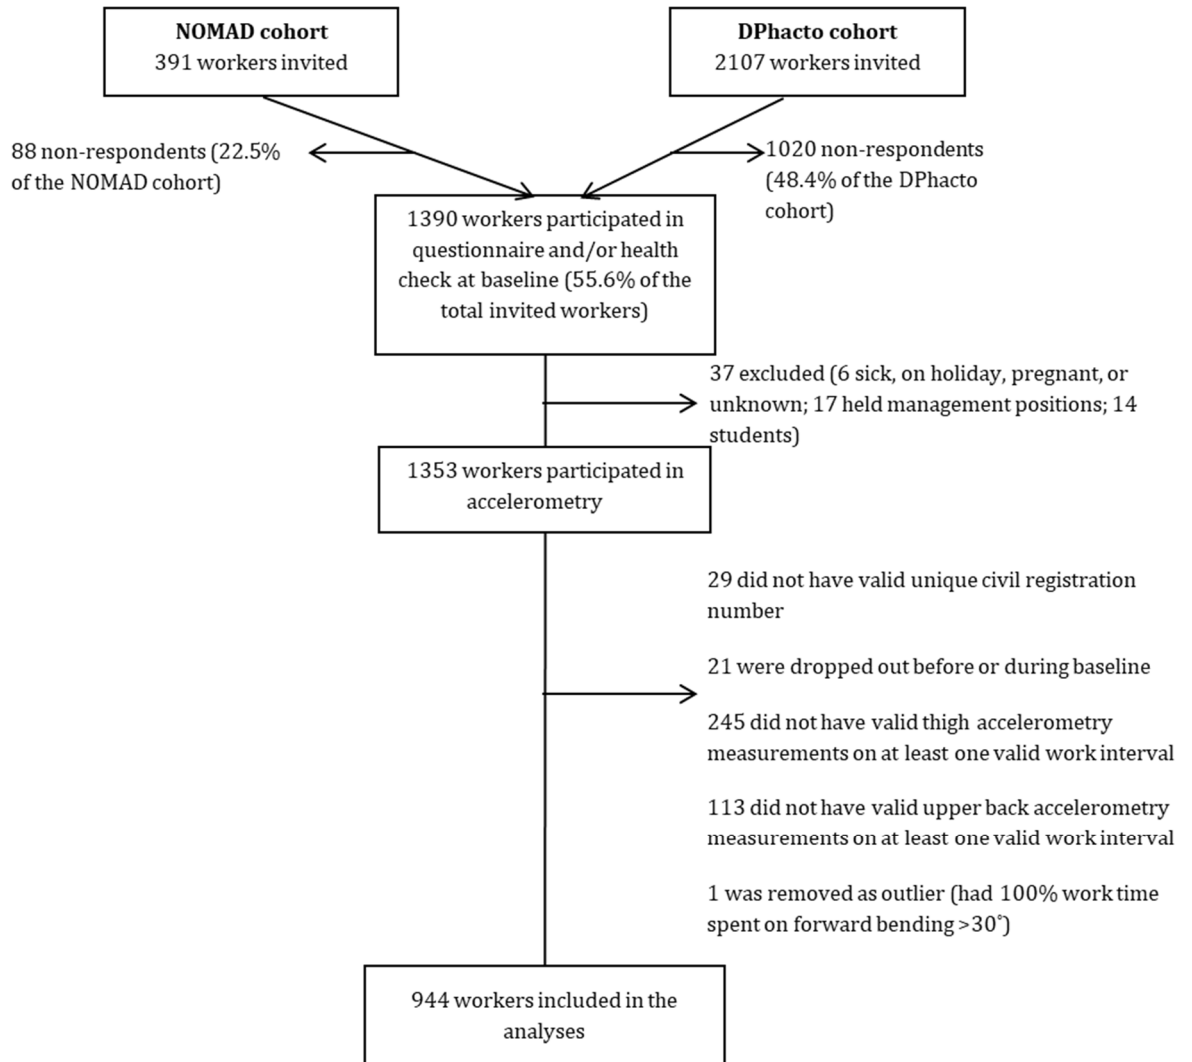 NOMAD cohort
391 workers invited
DPhacto cohort
2107 workers invited
88 non-respondents (22.5%
of the NOMAD cohort)
1020 non-respondents
(48.4% of the DPhacto
cohort)
1390 workers participated in
questionnaire and/or health
check at baseline (55.6% of the
total invited workers)
37 excluded (6 sick, on holiday, pregnant, or
unknown; 17 held management positions; 14
students)
1353 workers participated in
accelerometry
29 did not have valid unique civil registration
number
21 were dropped out before or during baseline
245 did not have valid thigh accelerometry
measurements on at least one valid work interval
113 did not have valid upper back accelerometry
measurements on at least one valid work interval
1 was removed as outlier (had 100% work time
spent on forward bending >30°)
944 workers included in the
analyses